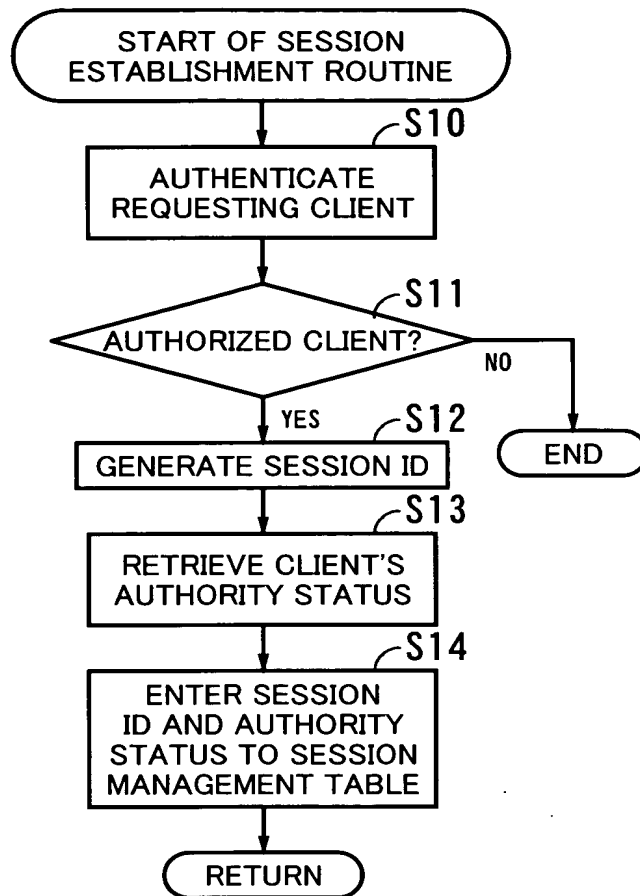 START OF SESSION
ESTABLISHMENT ROUTINE
S10
AUTHENTICATE
REQUESTING CLIENT
S11
AUTHORIZED CLIENT?
NO
YES
END
S12
GENERATE SESSION ID
S13
RETRIEVE CLIENT'S
AUTHORITY STATUS
S14
ENTER SESSION
ID AND AUTHORITY
STATUS TO SESSION
MANAGEMENT TABLE
RETURN